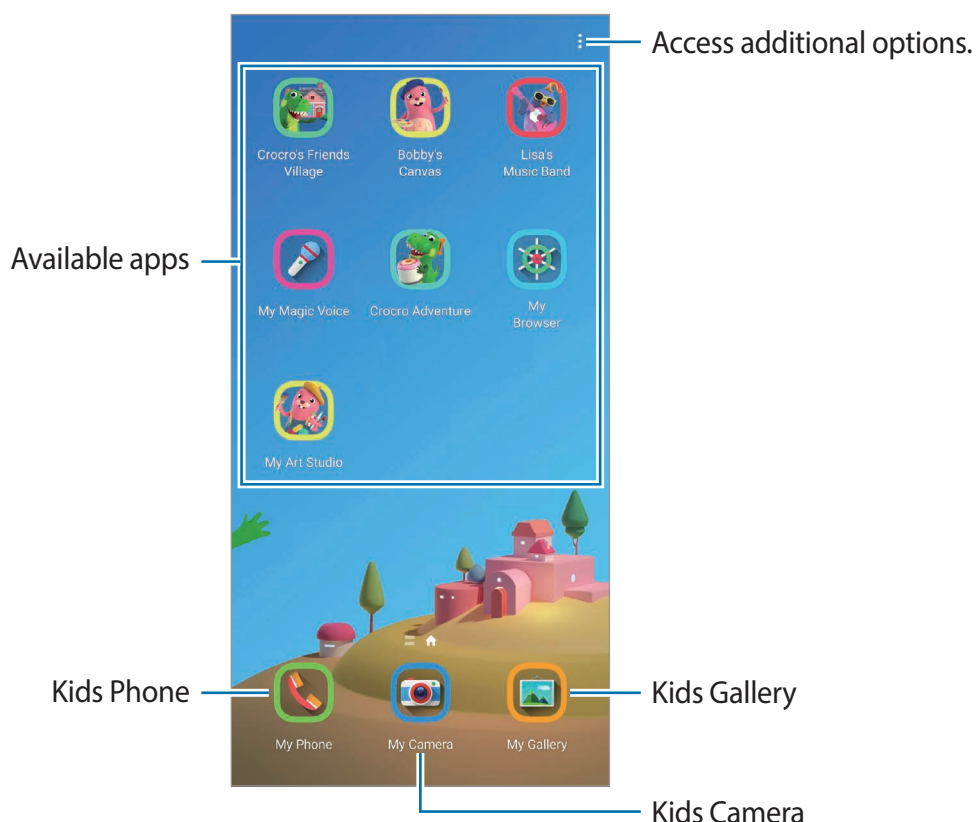 Access additional options.
Crocro's Friends
Village
Bobby's
Canvas
Lisa's
Music Band
Available apps
My Magic Voice
Crocro Adventure
My
Browser
My Art Studio
Kids Phone
Kids Gallery
My Phone
My Camera
My Gallery
Kids Camera